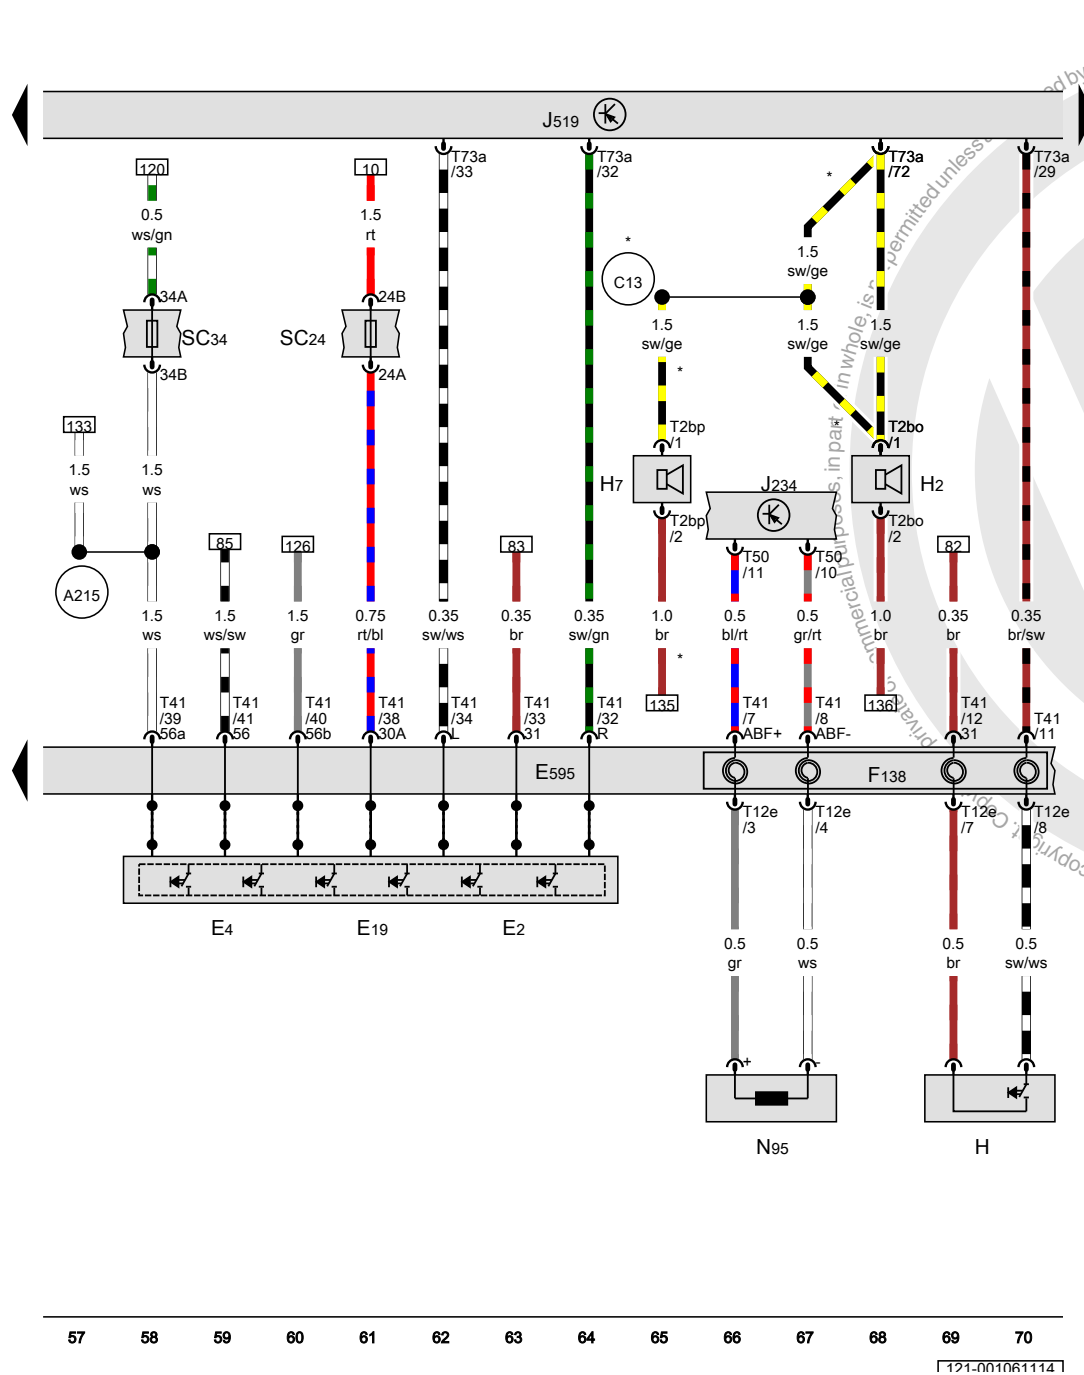 J519
T73a
/33
T73a
/32
T73a
/72
T73a
/29
120
10
0.5
ws/gn
1.5
rt
*
*
1.5
sw/ge
C13
34A
24B
SC34
SC24
34B
24A
1.5
sw/ge
1.5
sw/ge
1.5
sw/ge
*
*
133
T2bp
/1
T2bo
/1
1.5
ws
1.5
ws
H7
J234
H2
T2bp
/2
T2bo
/2
85
126
83
82
T50
/11
T50
/10
A215
1.5
ws
1.5
ws/sw
1.5
gr
0.75
rt/bl
0.35
sw/ws
0.35
br
0.35
sw/gn
1.0
br
0.5
bl/rt
0.5
gr/rt
1.0
br
0.35
br
0.35
br/sw
*
135
136
T41
/39
56a
T41
/41
56
T41
/40
56b
T41
/38
30A
T41
/34
L
T41
/33
31
T41
/32
R
T41
/7
ABF+
T41
/8
ABF-
T41
/12
31
T41
/11
E595
F138
T12e
/3
T12e
/4
T12e
/7
T12e
/8
E4
E19
E2
0.5
gr
0.5
ws
0.5
br
0.5
sw/ws
+
-
N95
H
57 58 59 60 61 62 63 64 65 66 67 68 69 70
121-001061114